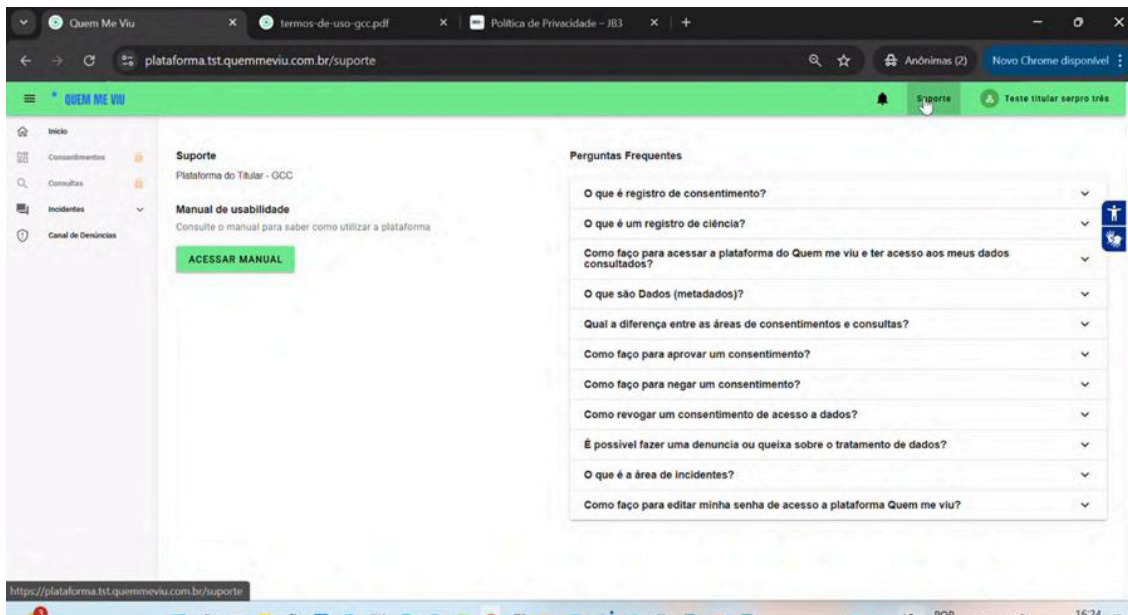 Quem Me Viu
termos-de-uso-gcc.pdf
Política de Privacidade – JB3
plataforma.tst.quemmeviu.com.br/suporte
Anônimas (2)
Novo Chrome disponível
QUEM ME VIU
Suporte
Teste titular serpro três
Início
Consentimentos
Consultas
Incidentes
Canal de Denúncias
Suporte
Plataforma do Titular - GCC
Manual de usabilidade
Consulte o manual para saber como utilizar a plataforma
ACESSAR MANUAL
Perguntas Frequentes
O que é registro de consentimento?
O que é um registro de ciência?
Como faço para acessar a plataforma do Quem me viu e ter acesso aos meus dados
consultados?
O que são Dados (metadados)?
Qual a diferença entre as áreas de consentimentos e consultas?
Como faço para aprovar um consentimento?
Como faço para negar um consentimento?
Como revogar um consentimento de acesso a dados?
É possivel fazer uma denuncia ou queixa sobre o tratamento de dados?
O que é a área de incidentes?
Como faço para editar minha senha de acesso a plataforma Quem me viu?
https://plataforma.tst.quemmeviu.com.br/suporte
3
POR
16:24